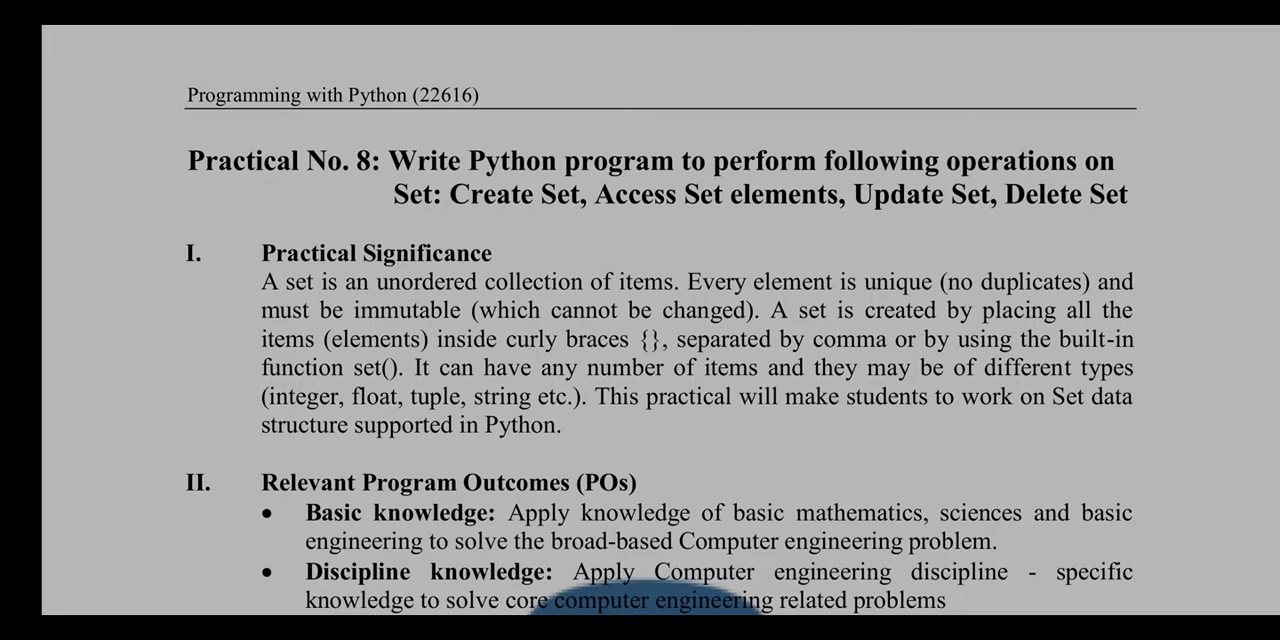 Programming with Python (22616)
Practical No. 8: Write Python program to perform following operations on
Set: Create Set, Access Set elements, Update Set, Delete Set
I. Practical Significance
A set is an unordered collection of items. Every element is unique (no duplicates) and
must be immutable (which cannot be changed). A set is created by placing all the
items (elements) inside curly braces {}, separated by comma or by using the built-in
function set(). It can have any number of items and they may be of different types
(integer, float, tuple, string etc.). This practical will make students to work on Set data
structure supported in Python.
II. Relevant Program Outcomes (POs)
• Basic knowledge: Apply knowledge of basic mathematics, sciences and basic
engineering to solve the broad-based Computer engineering problem.
• Discipline knowledge: Apply Computer engineering discipline - specific
knowledge to solve core computer engineering related problems